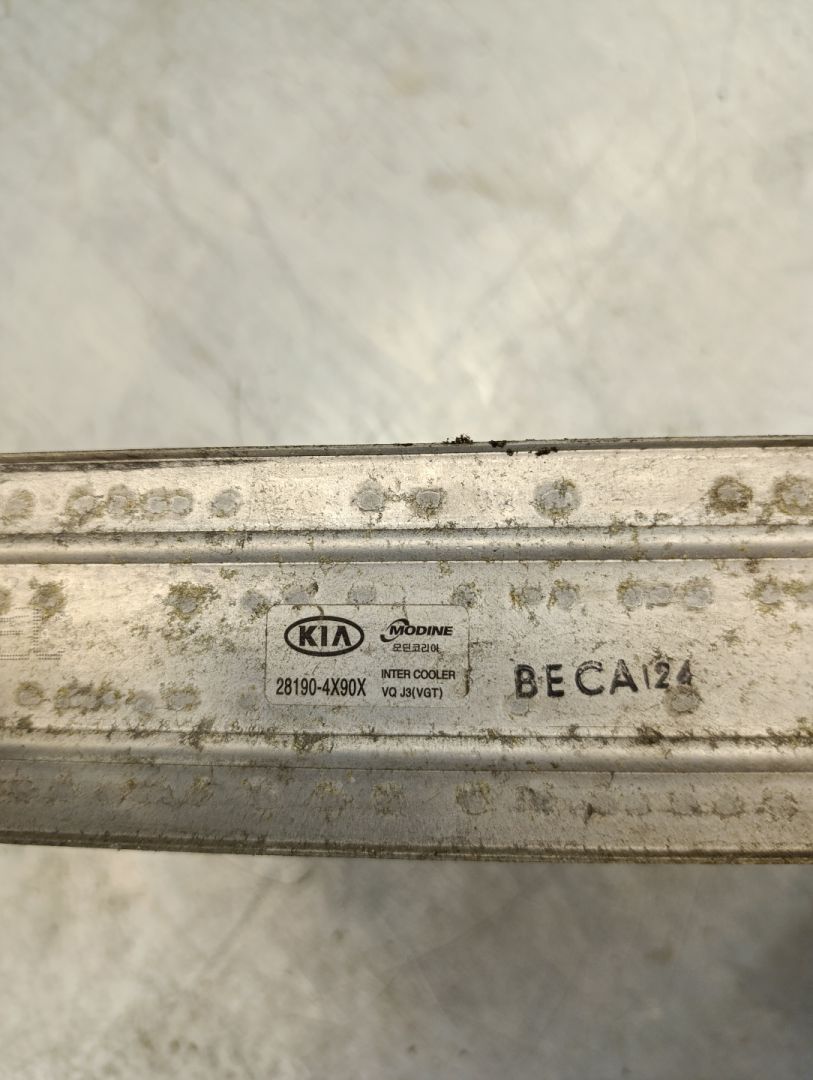 KIA
MODINE
모딘코리아
28190-4X90X
INTER COOLER
VQ J3(VGT)
BECA124